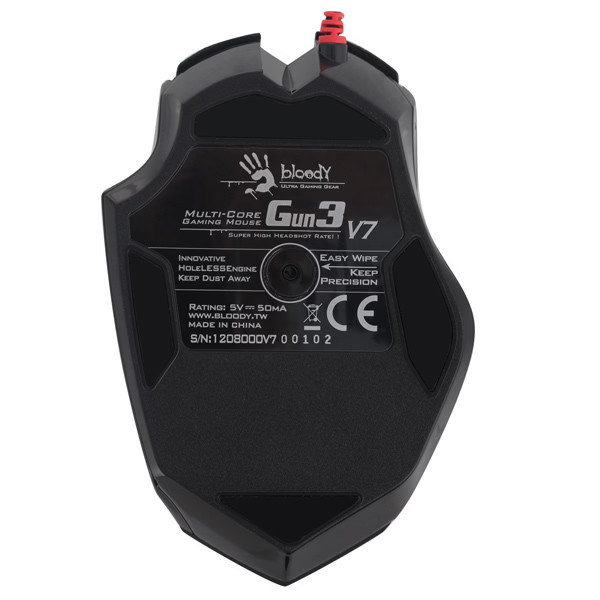 bloody
ULTRA GAMING GEAR
MULTI-CORE
GAMING MOUSE
Gun3 V7
SUPER HIGH HEADSHOT RATE!!
INNOVATIVE
HOLELESSENGINE
KEEP DUST AWAY
EASY WIPE
KEEP
PRECISION
RATING: 5V⎓50MA
WWW.BLOODY.TW
MADE IN CHINA
CE
S/N:12D8000V700102